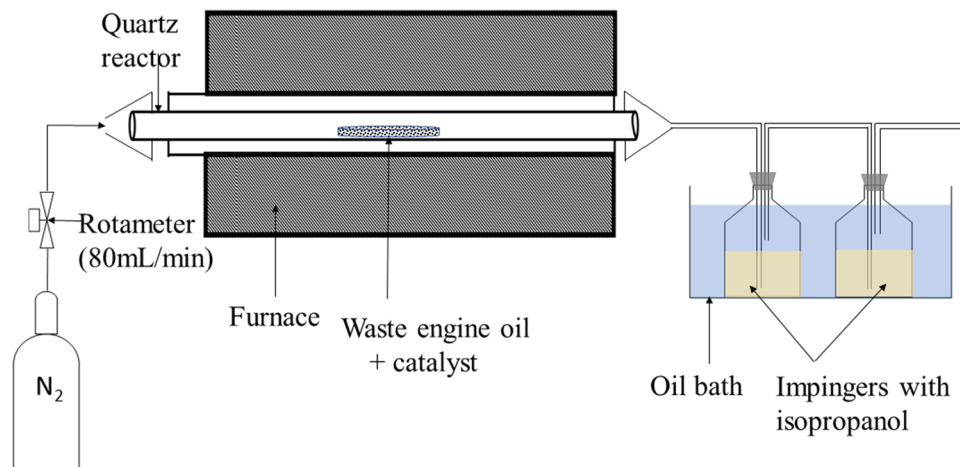 Quartz
reactor
Rotameter
(80mL/min)
Furnace
Waste engine oil
+ catalyst
N₂
Oil bath
Impingers with
isopropanol